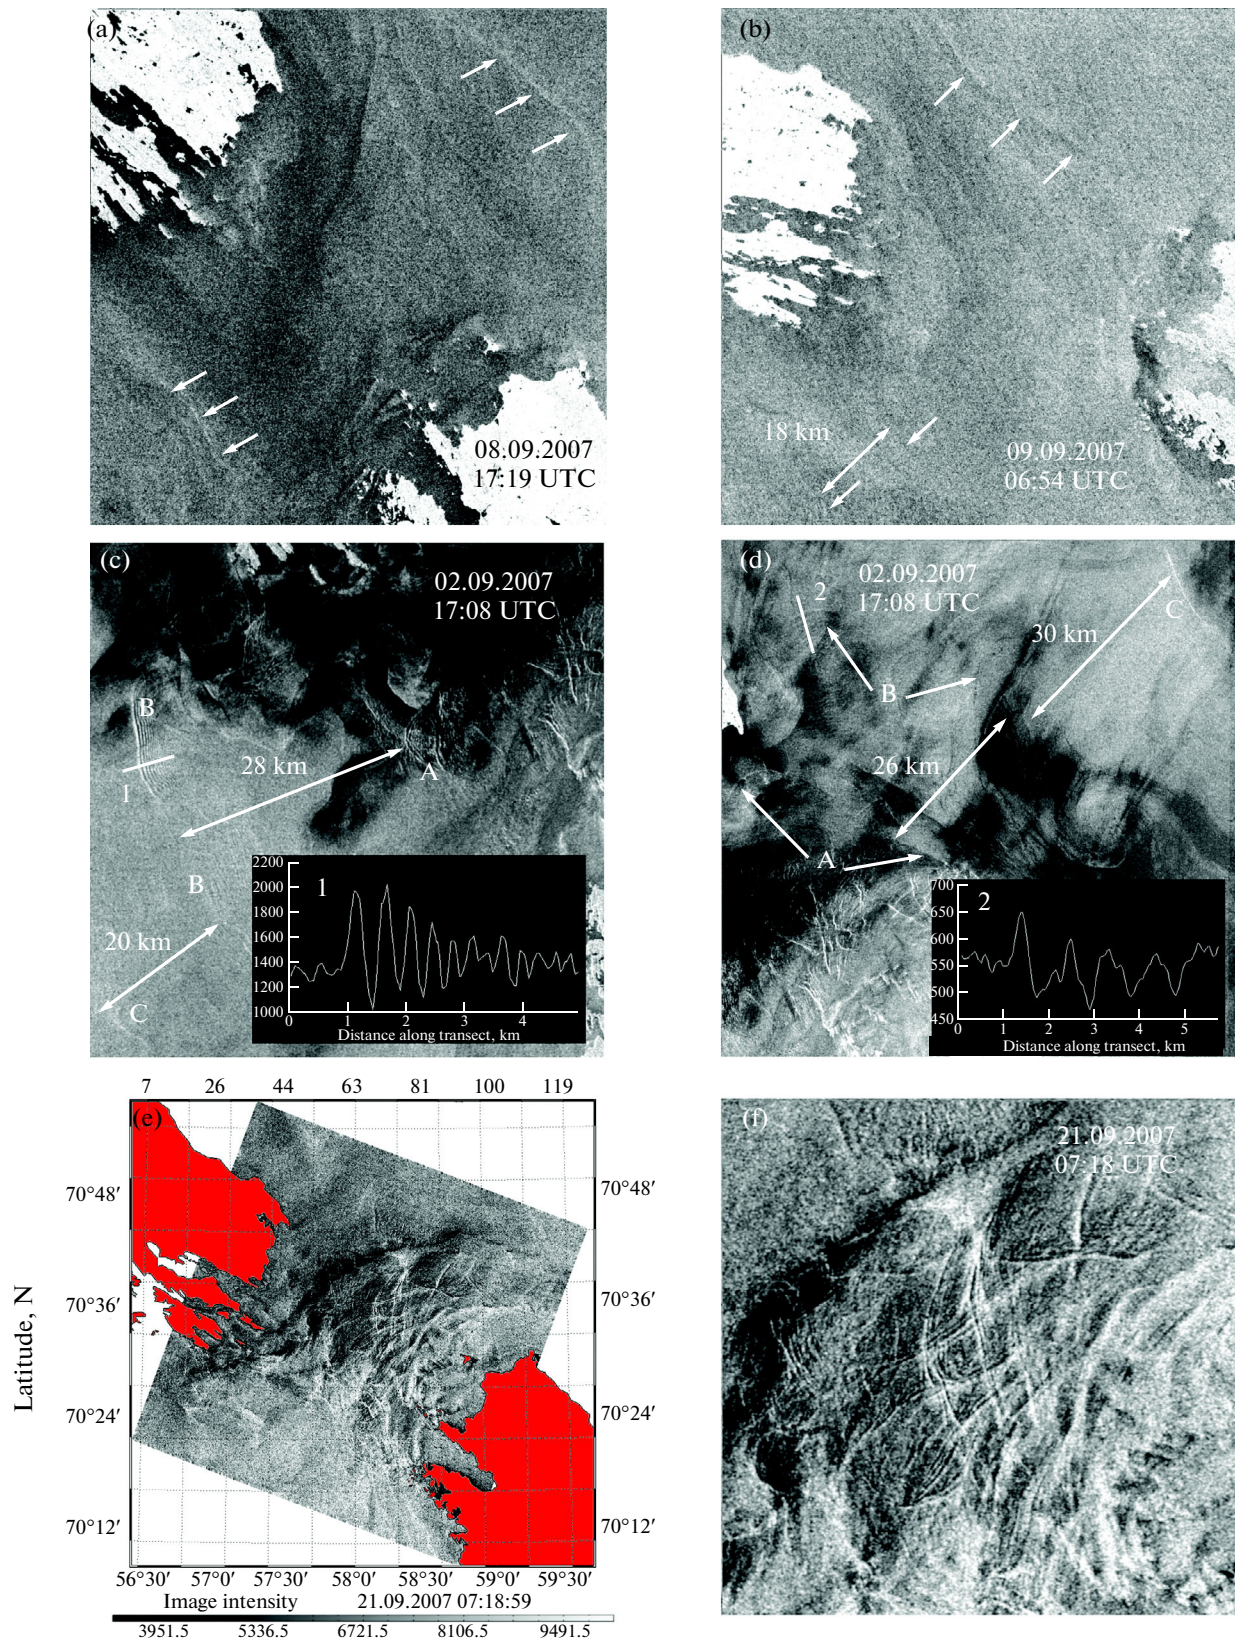 (a)
08.09.2007
17:19 UTC
(b)
18 km
09.09.2007
06:54 UTC
(c)
02.09.2007
17:08 UTC
B
1
28 km
A
B
20 km
C
1
2200
2000
1800
1600
1400
1200
1000
0 1 2 3 4
Distance along transect, km
(d)
02.09.2007
17:08 UTC
2
C
30 km
B
26 km
A
2
700
650
600
550
500
450
0 1 2 3 4 5
Distance along transect, km
7 26 44 63 81 100 119
(e)
70°48′ 70°48′
70°36′ 70°36′
70°24′ 70°24′
70°12′ 70°12′
Latitude, N
56°30′ 57°0′ 57°30′ 58°0′ 58°30′ 59°0′ 59°30′
Image intensity 21.09.2007 07:18:59
3951.5 5336.5 6721.5 8106.5 9491.5
(f)
21.09.2007
07:18 UTC